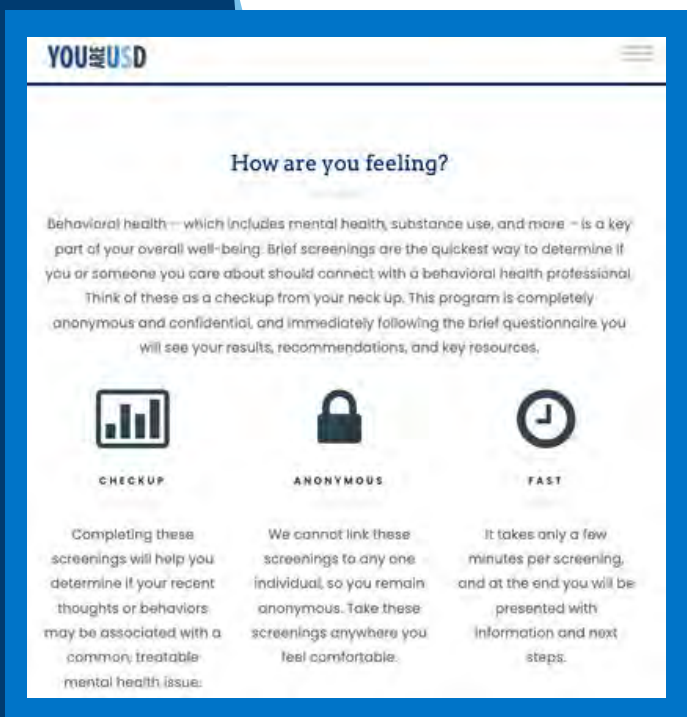 YOU ARE USD
How are you feeling?
Behavioral health – which includes mental health, substance use, and more – is a key
part of your overall well-being. Brief screenings are the quickest way to determine if
you or someone you care about should connect with a behavioral health professional.
Think of these as a checkup from your neck up. This program is completely
anonymous and confidential, and immediately following the brief questionnaire you
will see your results, recommendations, and key resources.
CHECKUP
Completing these
screenings will help you
determine if your recent
thoughts or behaviors
may be associated with a
common, treatable
mental health issue.
ANONYMOUS
We cannot link these
screenings to any one
individual, so you remain
anonymous. Take these
screenings anywhere you
feel comfortable.
FAST
It takes only a few
minutes per screening,
and at the end you will be
presented with
information and next
steps.